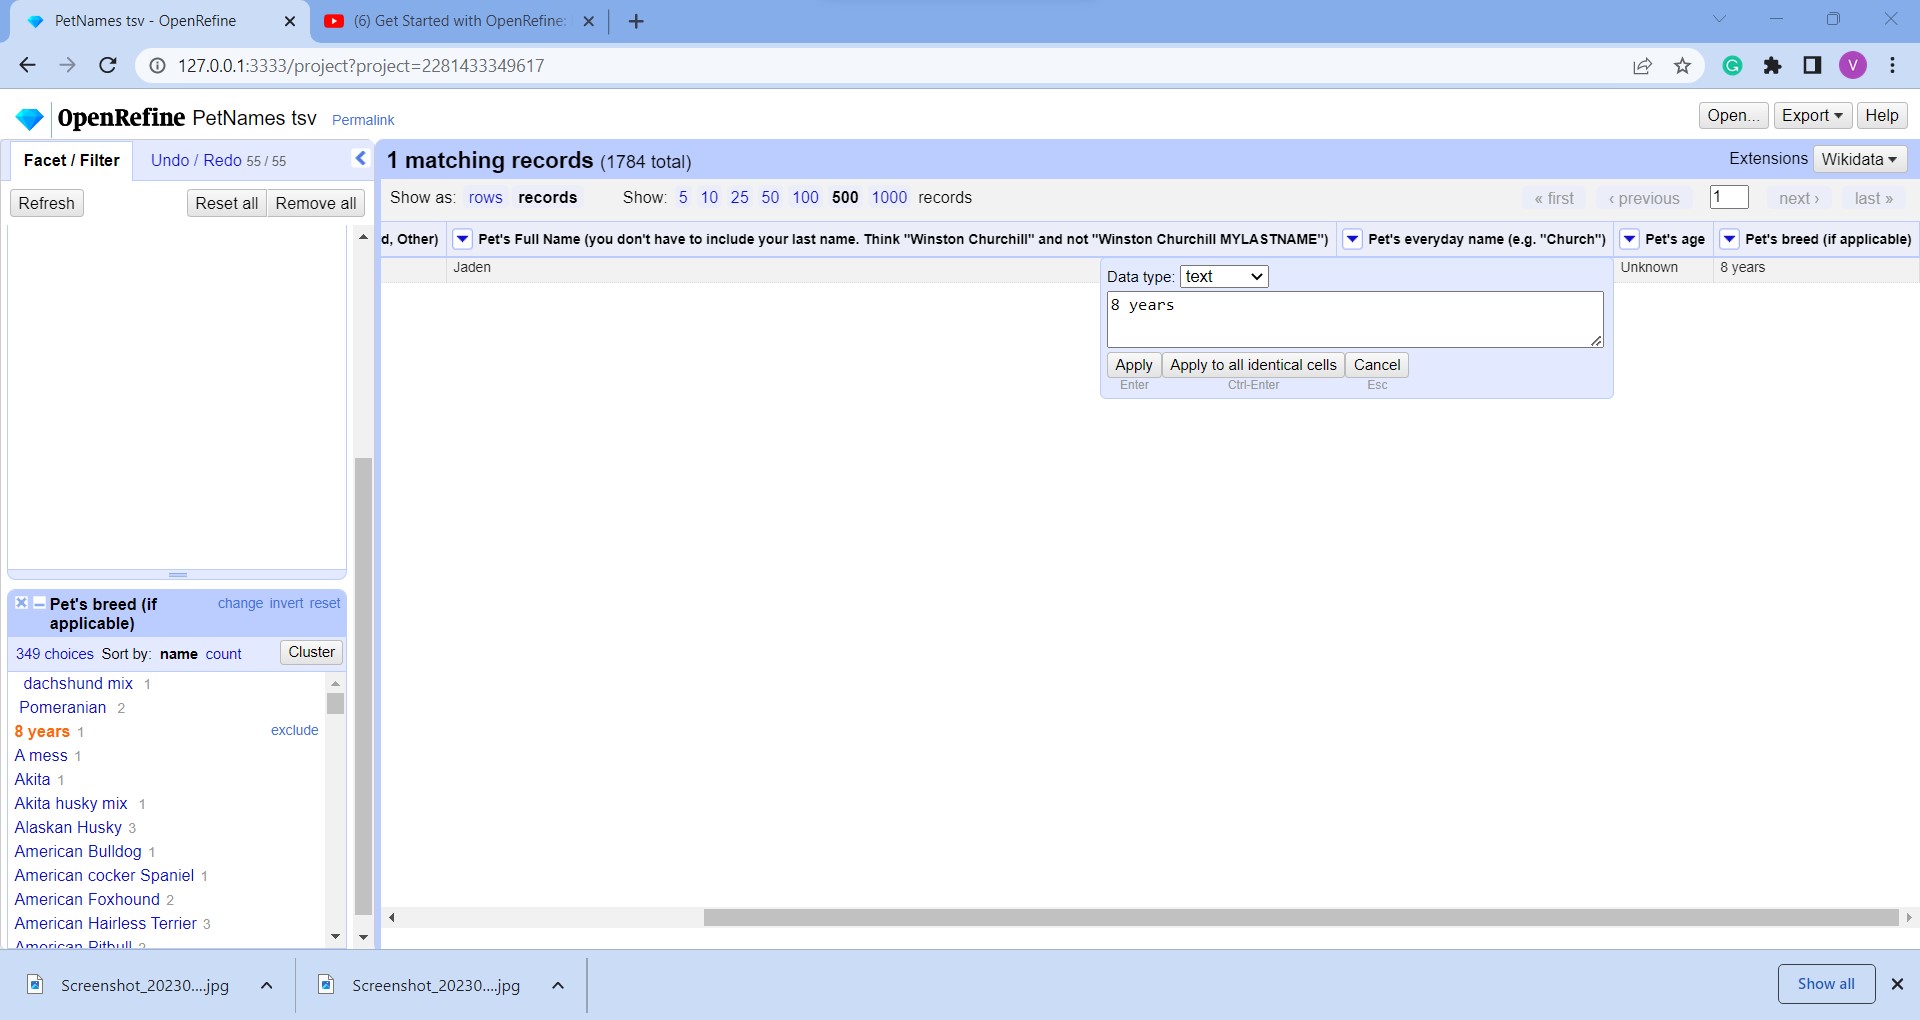 PetNames tsv - OpenRefine
(6) Get Started with OpenRefine:
127.0.0.1:3333/project?project=2281433349617
V
OpenRefine PetNames tsv Permalink
Open... Export Help
Facet / Filter Undo / Redo 55 / 55
1 matching records (1784 total)
Extensions Wikidata
Refresh Reset all Remove all
Show as: rows records Show: 5 10 25 50 100 500 1000 records
« first ‹ previous 1 next › last »
d, Other) Pet's Full Name (you don't have to include your last name. Think "Winston Churchill" and not "Winston Churchill MYLASTNAME") Pet's everyday name (e.g. "Church") Pet's age Pet's breed (if applicable)
Jaden Unknown 8 years
Data type: text
8 years
Apply Apply to all identical cells Cancel
Enter Ctrl-Enter Esc
Pet's breed (if applicable) change invert reset
349 choices Sort by: name count Cluster
dachshund mix 1
Pomeranian 2
8 years 1 exclude
A mess 1
Akita 1
Akita husky mix 1
Alaskan Husky 3
American Bulldog 1
American cocker Spaniel 1
American Foxhound 2
American Hairless Terrier 3
American Pitbull 2
Screenshot_20230....jpg
Screenshot_20230....jpg
Show all